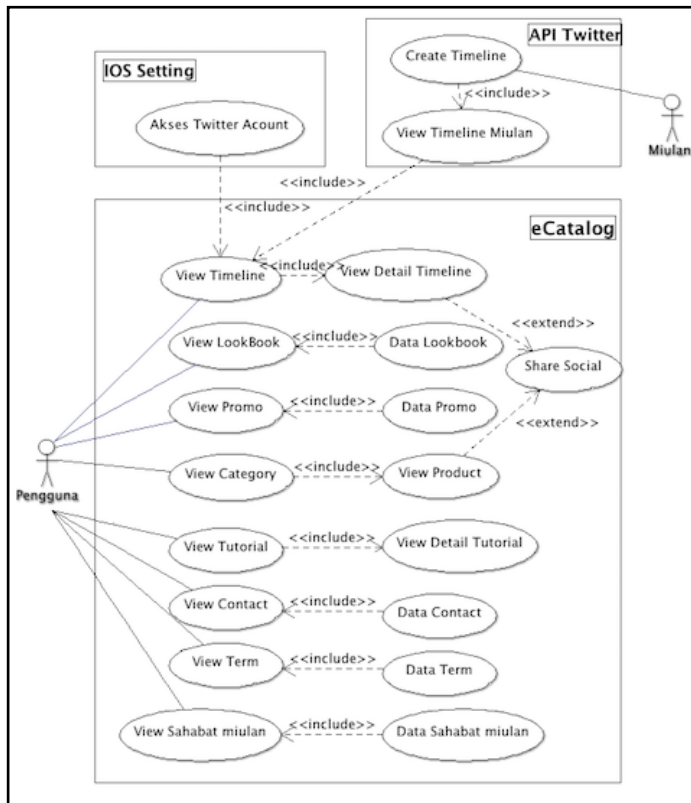 API Twitter
IOS Setting
Create Timeline
<<include>>
Akses Twitter Acount
View Timeline Miulan
Miulan
<<include>>
<<include>>
eCatalog
<<include>>
View Timeline
View Detail Timeline
<<extend>>
View LookBook
<<include>>
Data Lookbook
Share Social
View Promo
<<include>>
Data Promo
<<extend>>
View Category
<<include>>
View Product
Pengguna
View Tutorial
<<include>>
View Detail Tutorial
View Contact
<<include>>
Data Contact
View Term
<<include>>
Data Term
View Sahabat miulan
<<include>>
Data Sahabat miulan